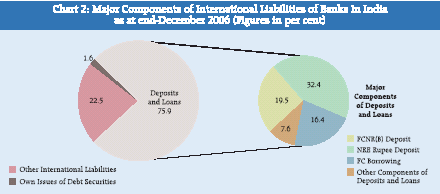 Chart 2: Major Components of International Liabilities of Banks in India
as at end-December 2006 (Figures in per cent)
1.6
22.5
Deposits
and Loans
75.9
32.4
19.5
7.6
16.4
Major
Components
of Deposits
and Loans
FCNR(B) Deposit
NRE Rupee Deposit
FC Borrowing
Other Components of
Deposits and Loans
Other International Liabilities
Own Issues of Debt Securities